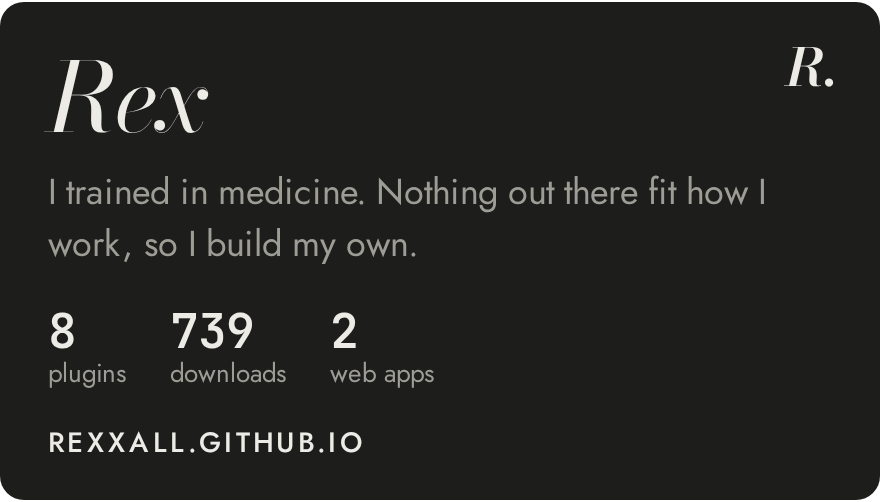 Rex
R.
I trained in medicine. Nothing out there fit how I
work, so I build my own.
8 739 2
plugins downloads web apps
REXXALL.GITHUB.IO